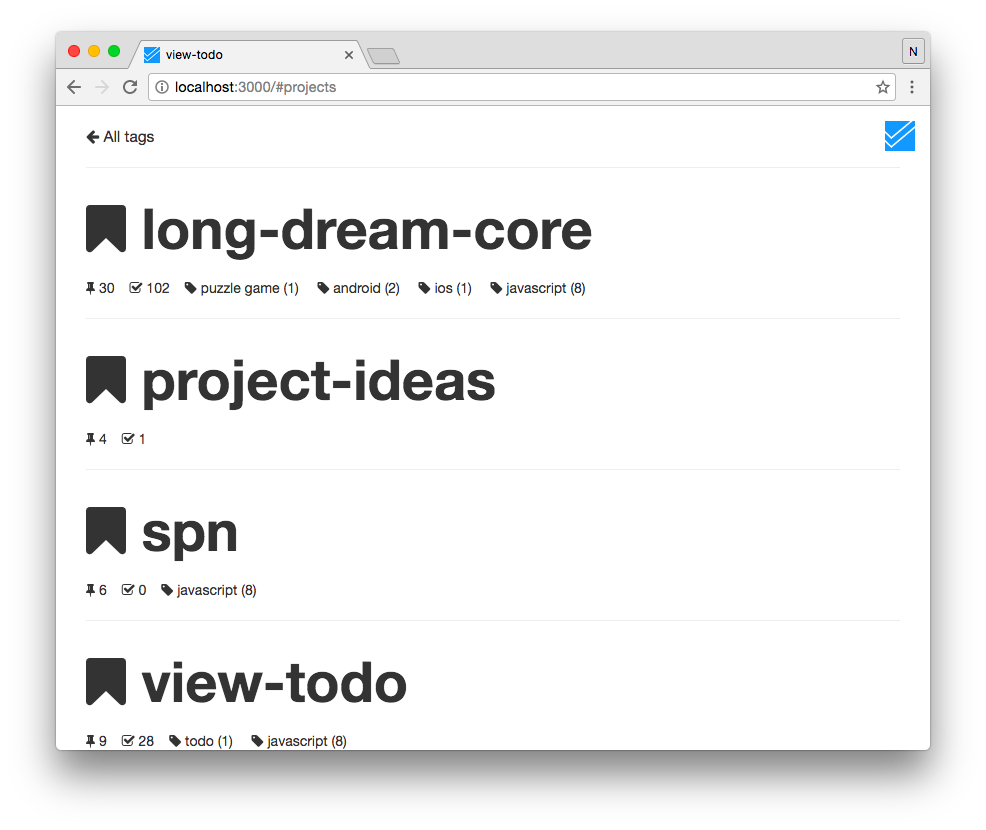 view-todo
N
localhost:3000/#projects
All tags
long-dream-core
30 102 puzzle game (1) android (2) ios (1) javascript (8)
project-ideas
4 1
spn
6 0 javascript (8)
view-todo
9 28 todo (1) javascript (8)